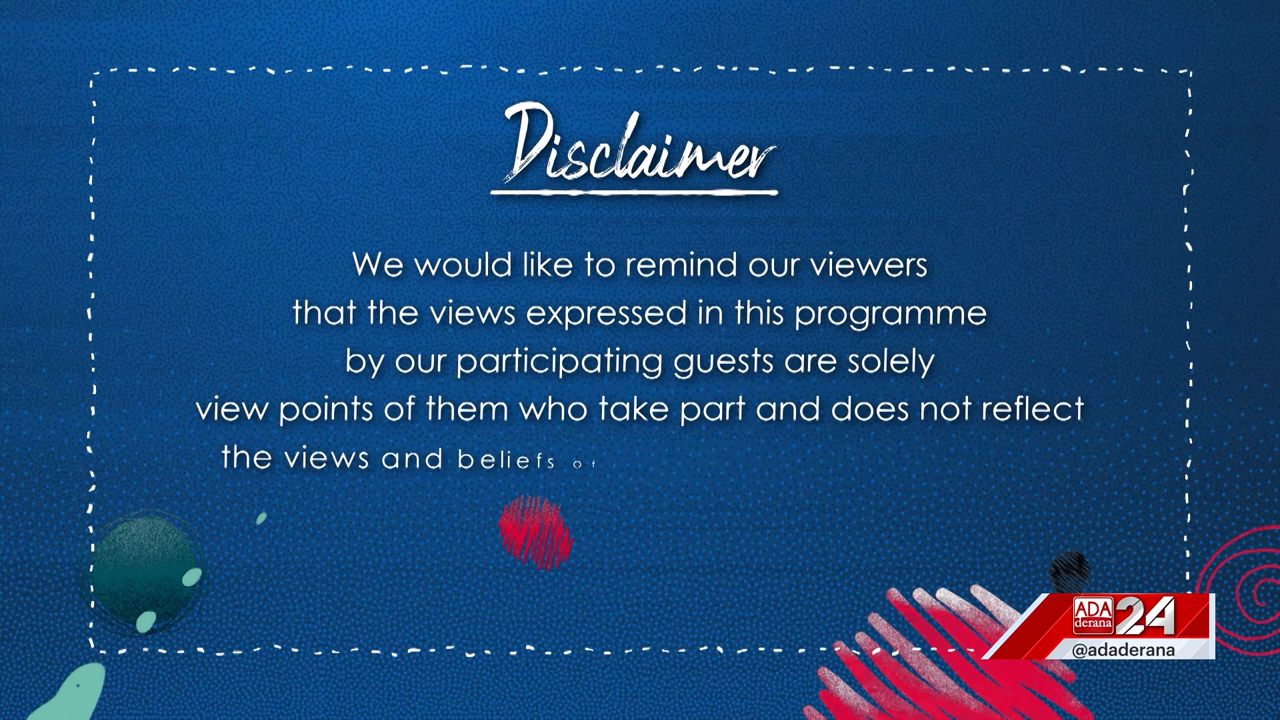 Disclaimer
We would like to remind our viewers
that the views expressed in this programme
by our participating guests are solely
view points of them who take part and does not reflect
the views and beliefs of
ADA
derana
24
@adaderana